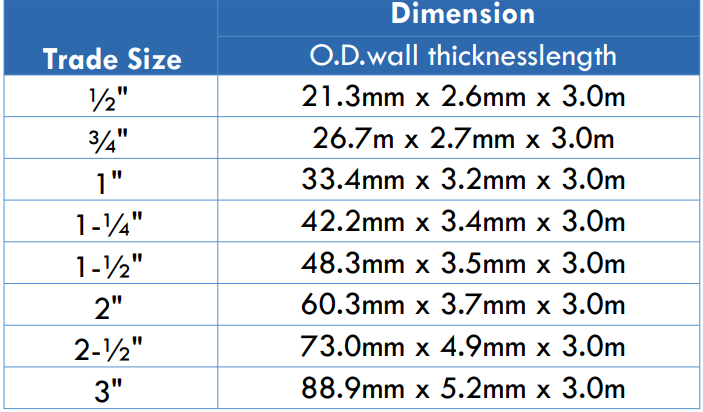 Dimension
Trade Size
O.D.wall thicknesslength
½" 21.3mm x 2.6mm x 3.0m
¾" 26.7m x 2.7mm x 3.0m
1" 33.4mm x 3.2mm x 3.0m
1-¼" 42.2mm x 3.4mm x 3.0m
1-½" 48.3mm x 3.5mm x 3.0m
2" 60.3mm x 3.7mm x 3.0m
2-½" 73.0mm x 4.9mm x 3.0m
3" 88.9mm x 5.2mm x 3.0m